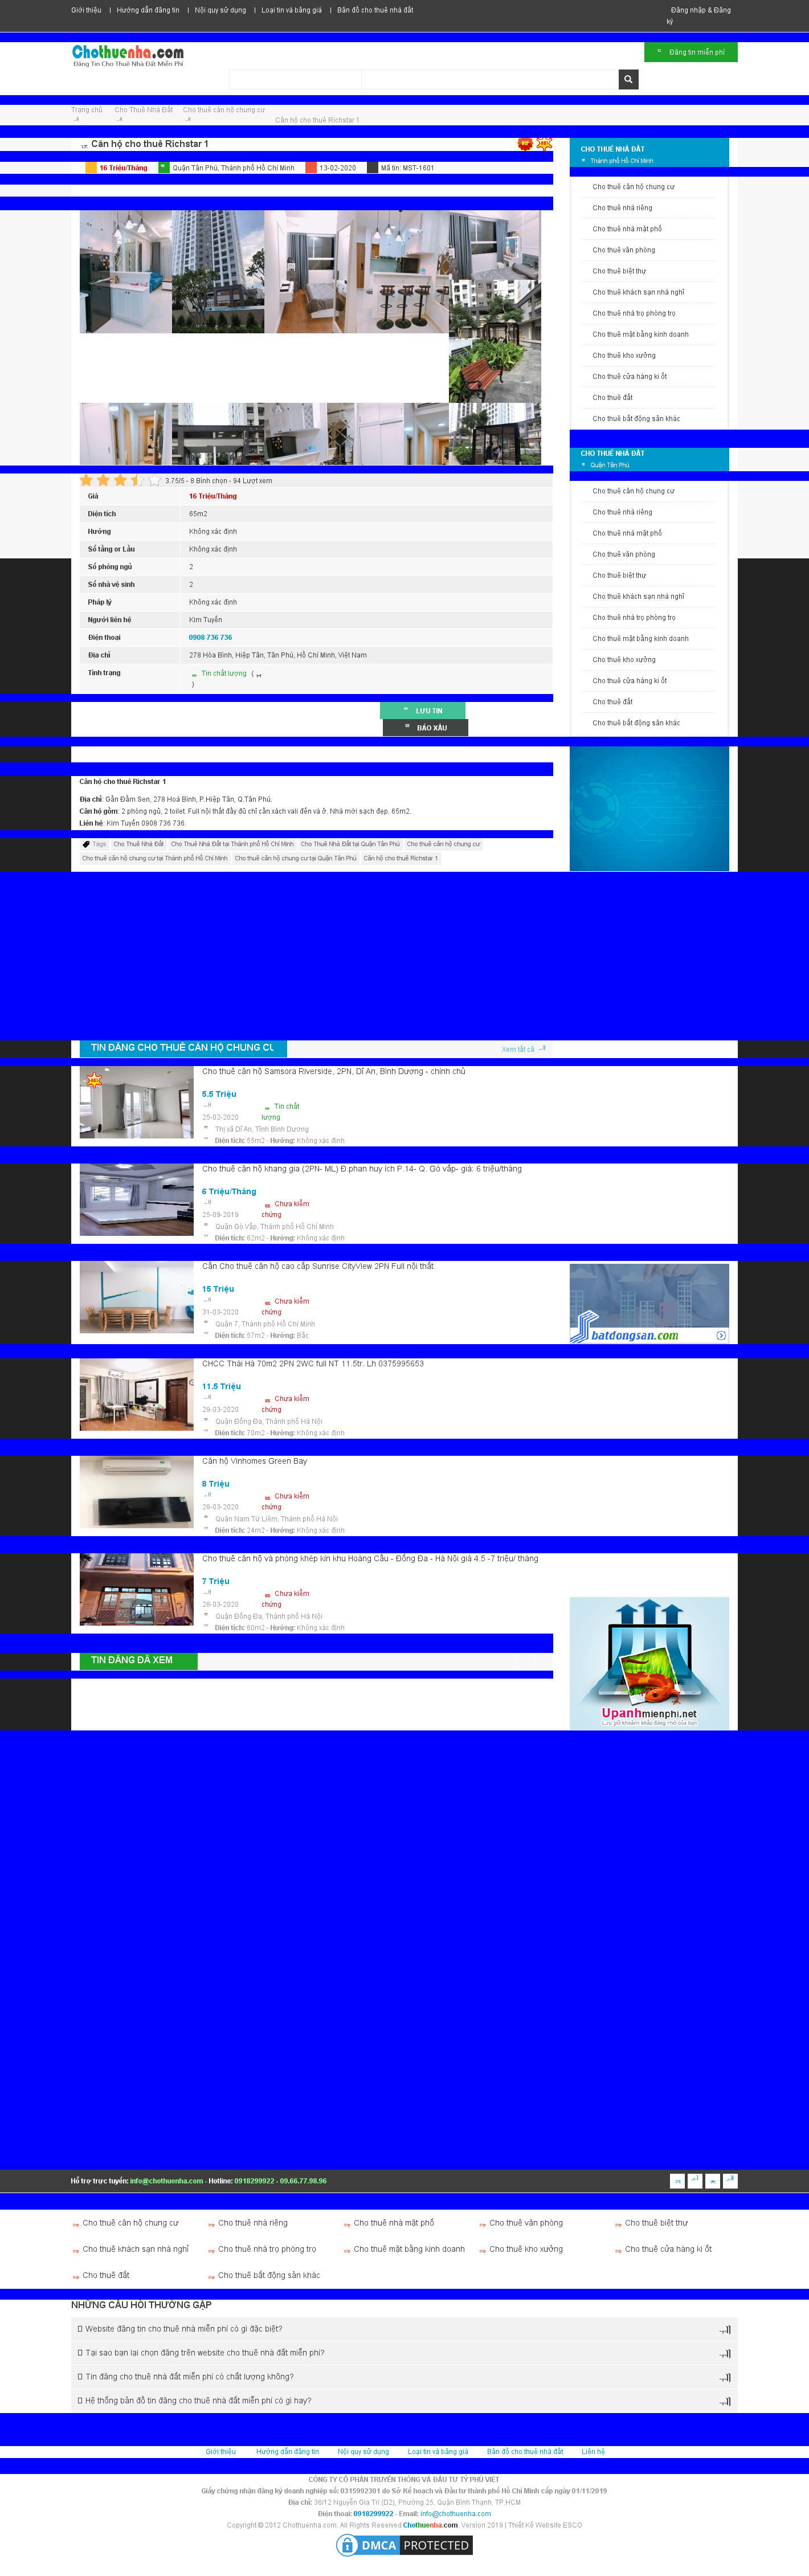 Giới thiệu | Hướng dẫn đăng tin | Nội quy sử dụng | Loại tin và bảng giá | Bản đồ cho thuê nhà đất
Đăng nhập & Đăng
ký
Chothuenha.com
Đăng Tin Cho Thuê Nhà Đất Miễn Phí
Đăng tin miễn phí
Trang chủ
Cho Thuê Nhà Đất
Cho thuê căn hộ chung cư
Căn hộ cho thuê Richstar 1
Căn hộ cho thuê Richstar 1
16 Triệu/Tháng
Quận Tân Phú, Thành phố Hồ Chí Minh
13-02-2020
Mã tin: MST-1601
3.75/5 - 8 Bình chọn - 94 Lượt xem
Giá 16 Triệu/Tháng
Diện tích 65m2
Hướng Không xác định
Số tầng or Lầu Không xác định
Số phòng ngủ 2
Số nhà vệ sinh 2
Pháp lý Không xác định
Người liên hệ Kim Tuyến
Điện thoại 0908 736 736
Địa chỉ 278 Hòa Bình, Hiệp Tân, Tân Phú, Hồ Chí Minh, Việt Nam
Tình trạng Tin chất lượng (
)
LƯU TIN
BÁO XẤU
Căn hộ cho thuê Richstar 1
Địa chỉ: Gần Đầm Sen, 278 Hoà Bình, P.Hiệp Tân, Q.Tân Phú.
Căn hộ gồm: 2 phòng ngủ, 2 toilet. Full nội thất đầy đủ chỉ cần xách vali đến và ở. Nhà mới sạch đẹp, 65m2.
Liên hệ: Kim Tuyến 0908 736 736.
Tags Cho Thuê Nhà Đất Cho Thuê Nhà Đất tại Thành phố Hồ Chí Minh Cho Thuê Nhà Đất tại Quận Tân Phú Cho thuê căn hộ chung cư
Cho thuê căn hộ chung cư tại Thành phố Hồ Chí Minh Cho thuê căn hộ chung cư tại Quận Tân Phú Căn hộ cho thuê Richstar 1
CHO THUÊ NHÀ ĐẤT
Thành phố Hồ Chí Minh
Cho thuê căn hộ chung cư
Cho thuê nhà riêng
Cho thuê nhà mặt phố
Cho thuê văn phòng
Cho thuê biệt thự
Cho thuê khách sạn nhà nghỉ
Cho thuê nhà trọ phòng trọ
Cho thuê mặt bằng kinh doanh
Cho thuê kho xưởng
Cho thuê cửa hàng ki ốt
Cho thuê đất
Cho thuê bất động sản khác
CHO THUÊ NHÀ ĐẤT
Quận Tân Phú
Cho thuê căn hộ chung cư
Cho thuê nhà riêng
Cho thuê nhà mặt phố
Cho thuê văn phòng
Cho thuê biệt thự
Cho thuê khách sạn nhà nghỉ
Cho thuê nhà trọ phòng trọ
Cho thuê mặt bằng kinh doanh
Cho thuê kho xưởng
Cho thuê cửa hàng ki ốt
Cho thuê đất
Cho thuê bất động sản khác
TIN ĐĂNG CHO THUÊ CĂN HỘ CHUNG CƯ
Xem tất cả
Cho thuê căn hộ Samsora Riverside, 2PN, Dĩ An, Bình Dương - chính chủ
5.5 Triệu
25-02-2020
Tin chất
lượng
Thị xã Dĩ An, Tỉnh Bình Dương
Diện tích: 55m2 - Hướng: Không xác định
Cho thuê căn hộ khang gia (2PN- ML) Đ.phan huy ích P.14- Q. Gò vấp- giá: 6 triệu/tháng
6 Triệu/Tháng
25-09-2019
Chưa kiểm
chứng
Quận Gò Vấp, Thành phố Hồ Chí Minh
Diện tích: 62m2 - Hướng: Không xác định
Cần Cho thuê căn hộ cao cấp Sunrise CityView 2PN Full nội thất
15 Triệu
31-03-2020
Chưa kiểm
chứng
Quận 7, Thành phố Hồ Chí Minh
Diện tích: 57m2 - Hướng: Bắc
batdongsan.com
CHCC Thái Hà 70m2 2PN 2WC full NT 11.5tr. Lh 0375995653
11.5 Triệu
29-03-2020
Chưa kiểm
chứng
Quận Đống Đa, Thành phố Hà Nội
Diện tích: 70m2 - Hướng: Không xác định
Căn hộ Vinhomes Green Bay
8 Triệu
28-03-2020
Chưa kiểm
chứng
Quận Nam Từ Liêm, Thành phố Hà Nội
Diện tích: 24m2 - Hướng: Không xác định
Cho thuê căn hộ và phòng khép kín khu Hoàng Cầu - Đống Đa - Hà Nội giá 4.5 -7 triệu/ tháng
7 Triệu
28-03-2020
Chưa kiểm
chứng
Quận Đống Đa, Thành phố Hà Nội
Diện tích: 60m2 - Hướng: Không xác định
TIN ĐĂNG ĐÃ XEM
Upanhmienphi.net
Lưu giữ khoảnh khắc đáng nhớ của bạn
Hỗ trợ trực tuyến: info@chothuenha.com - Hotline: 0918299922 - 09.66.77.98.96
Cho thuê căn hộ chung cư
Cho thuê nhà riêng
Cho thuê nhà mặt phố
Cho thuê văn phòng
Cho thuê biệt thự
Cho thuê khách sạn nhà nghỉ
Cho thuê nhà trọ phòng trọ
Cho thuê mặt bằng kinh doanh
Cho thuê kho xưởng
Cho thuê cửa hàng ki ốt
Cho thuê đất
Cho thuê bất động sản khác
NHỮNG CÂU HỎI THƯỜNG GẶP
Website đăng tin cho thuê nhà miễn phí có gì đặc biệt?
Tại sao bạn lại chọn đăng trên website cho thuê nhà đất miễn phí?
Tin đăng cho thuê nhà đất miễn phí có chất lượng không?
Hệ thống bản đồ tin đăng cho thuê nhà đất miễn phí có gì hay?
Giới thiệu Hướng dẫn đăng tin Nội quy sử dụng Loại tin và bảng giá Bản đồ cho thuê nhà đất Liên hệ
CÔNG TY CỔ PHẦN TRUYỀN THÔNG VÀ ĐẦU TƯ TỶ PHÚ VIỆT
Giấy chứng nhận đăng ký doanh nghiệp số: 0315992301 do Sở Kế hoạch và Đầu tư thành phố Hồ Chí Minh cấp ngày 01/11/2019
Địa chỉ: 36/12 Nguyễn Gia Trí (D2), Phường 25, Quận Bình Thạnh, TP.HCM
Điện thoại: 0918299922 - Email: info@chothuenha.com
Copyright © 2012 Chothuenha.com. All Rights Reserved Chothuenha.com. Version 2019 | Thiết Kế Website ESCO
DMCA PROTECTED